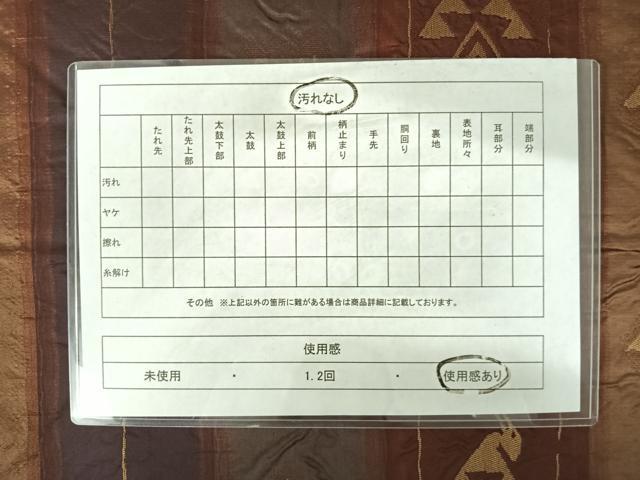 汚れなし
たれ先 たれ先上部 太鼓下部 太鼓 太鼓上部 前柄 柄止まり 手先 胴回り 裏地 表地所々 耳部分 端部分
汚れ
ヤケ
擦れ
糸解け
その他 ※上記以外の箇所に難がある場合は商品詳細に記載しております。
使用感
未使用 ・ 1.2回 ・ 使用感あり